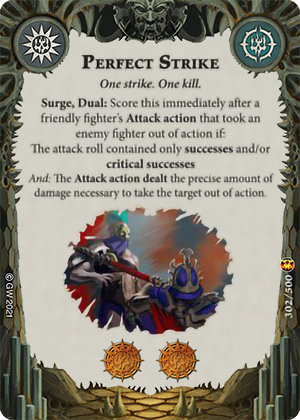 PERFECT STRIKE
One strike. One kill.
Surge, Dual: Score this immediately after a
friendly fighter's Attack action that took an
enemy fighter out of action if:
The attack roll contained only successes and/or
critical successes
And: The Attack action dealt the precise amount of
damage necessary to take the target out of action.
© GW 2021
302/500